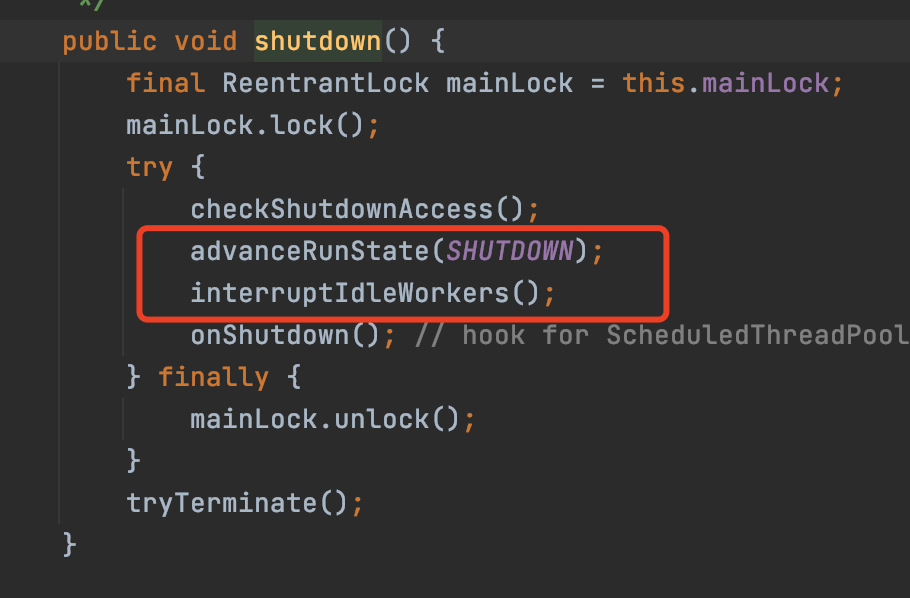 */
public void shutdown() {
final ReentrantLock mainLock = this.mainLock;
mainLock.lock();
try {
checkShutdownAccess();
advanceRunState(SHUTDOWN);
interruptIdleWorkers();
onShutdown(); // hook for ScheduledThreadPool
} finally {
mainLock.unlock();
}
tryTerminate();
}